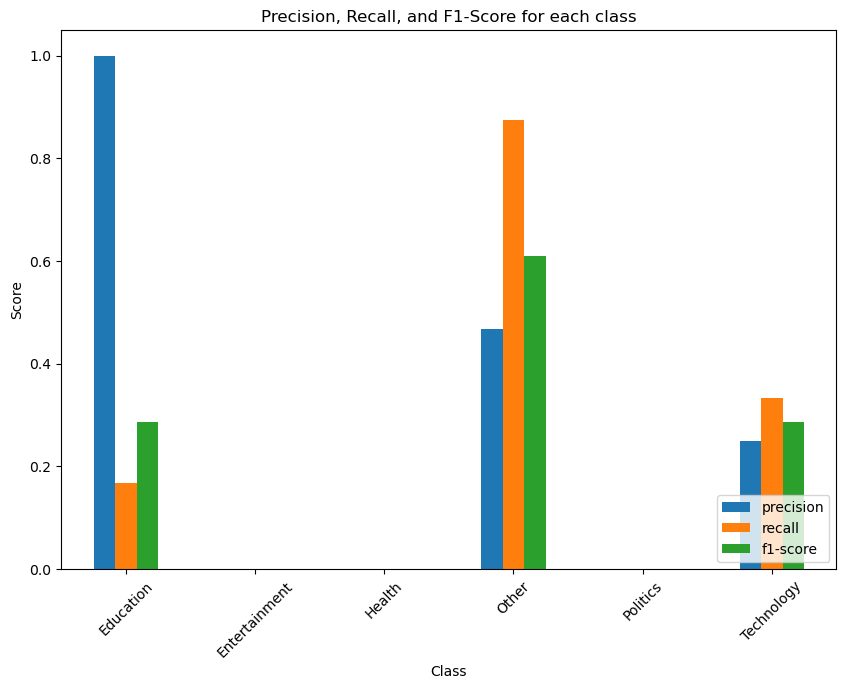 Precision, Recall, and F1-Score for each class
Score
1.0
0.8
0.6
0.4
0.2
0.0
precision
recall
f1-score
Education
Entertainment
Health
Other
Politics
Technology
Class